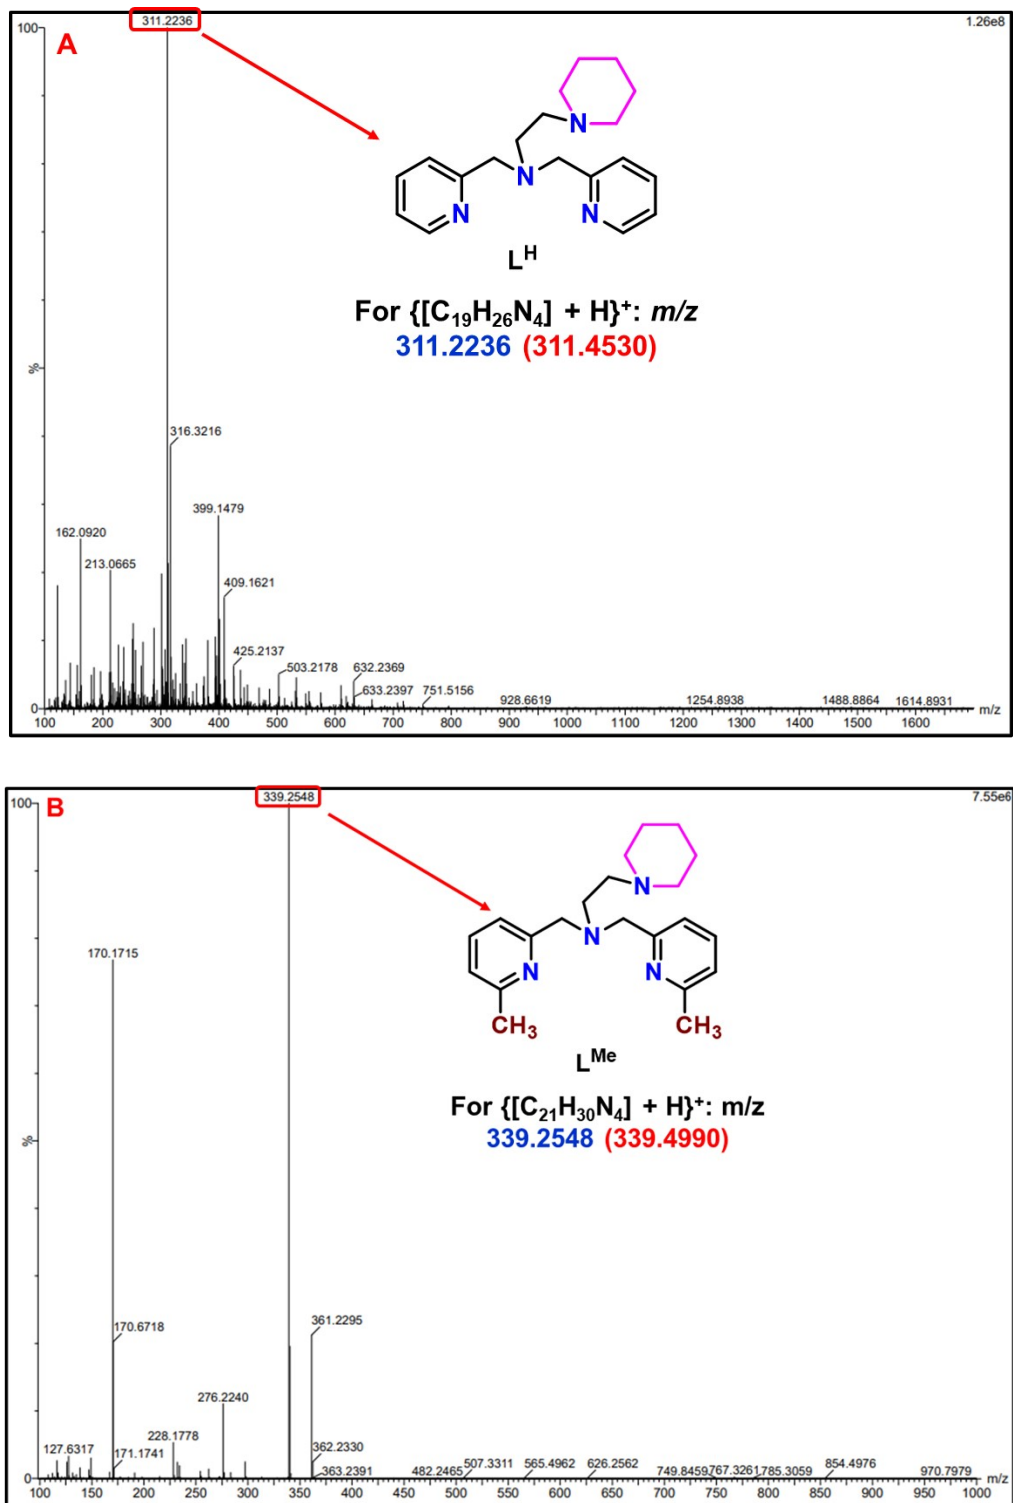 311.2236
1.26e8
100
A
N
N
N
N
L^H
For {[C₁₉H₂₆N₄] + H}⁺: m/z
311.2236 (311.4530)
%
316.3216
399.1479
162.0920
213.0665
409.1621
425.2137
503.2178
632.2369
633.2397
751.5156
928.6619
1254.8938
1488.8864
1614.8931
0
m/z
100 200 300 400 500 600 700 800 900 1000 1100 1200 1300 1400 1500 1600
339.2548
7.55e6
100
B
N
N
N
N
CH₃
CH₃
L^Me
For {[C₂₁H₃₀N₄] + H}⁺: m/z
339.2548 (339.4990)
170.1715
%
170.6718
361.2295
276.2240
228.1778
127.6317
171.1741
362.2330
363.2391
482.2465
507.3311
565.4962
626.2562
749.8459
767.3261
785.3059
854.4976
970.7979
0
m/z
100 150 200 250 300 350 400 450 500 550 600 650 700 750 800 850 900 950 1000